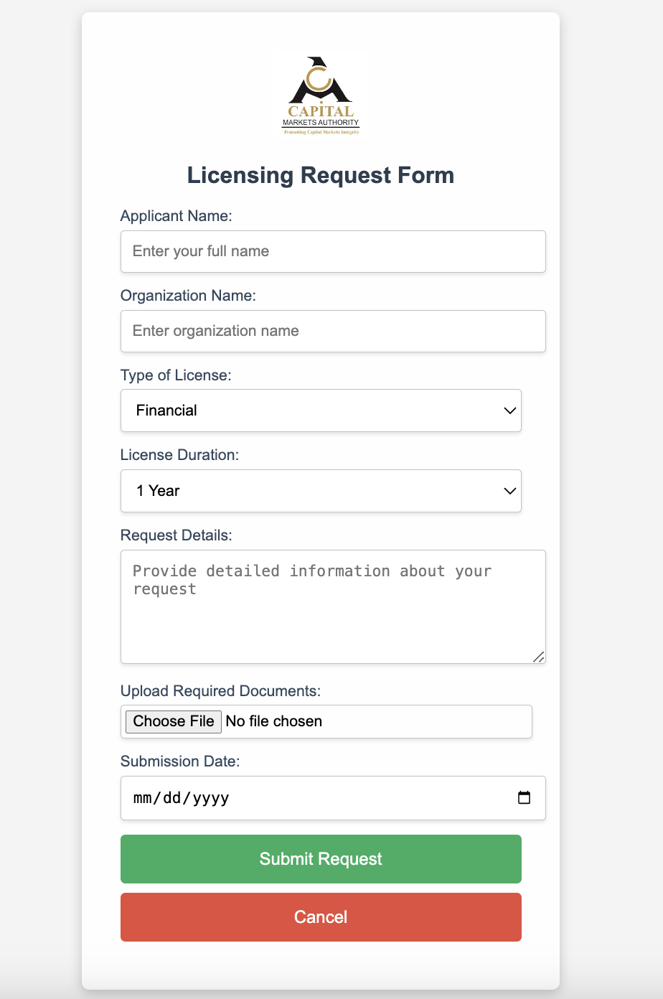 CAPITAL
MARKETS AUTHORITY
Promoting Capital Markets Integrity
Licensing Request Form
Applicant Name:
Enter your full name
Organization Name:
Enter organization name
Type of License:
Financial
License Duration:
1 Year
Request Details:
Provide detailed information about your
request
Upload Required Documents:
Choose File No file chosen
Submission Date:
mm/dd/yyyy
Submit Request
Cancel